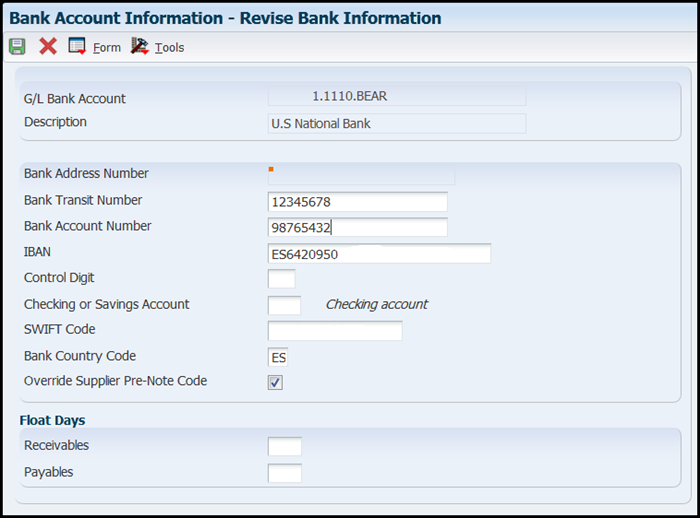 Bank Account Information - Revise Bank Information
Form Tools
G/L Bank Account 1.1110.BEAR
Description U.S National Bank
Bank Address Number
Bank Transit Number 12345678
Bank Account Number 98765432
IBAN ES6420950
Control Digit
Checking or Savings Account Checking account
SWIFT Code
Bank Country Code ES
Override Supplier Pre-Note Code
Float Days
Receivables
Payables